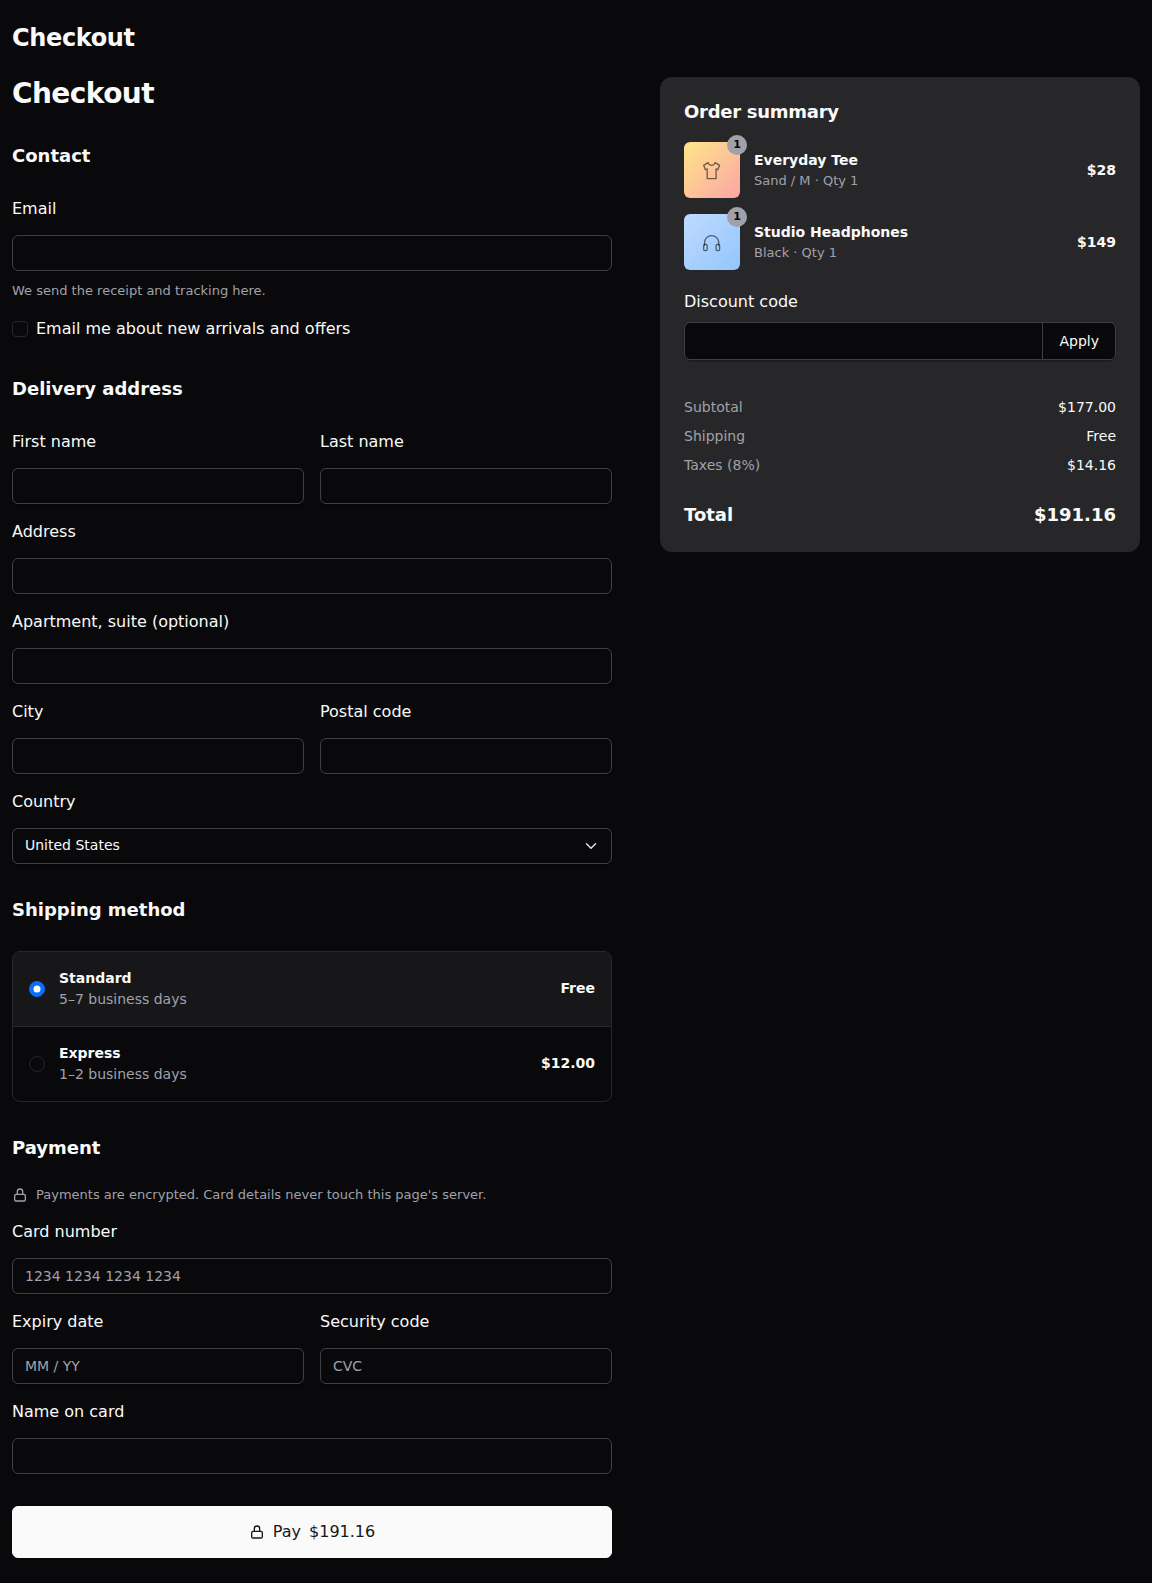 Checkout
Checkout
Contact
Email
We send the receipt and tracking here.
Email me about new arrivals and offers
Delivery address
First name
Last name
Address
Apartment, suite (optional)
City
Postal code
Country
United States
Shipping method
Standard
5–7 business days
Free
Express
1–2 business days
$12.00
Payment
Payments are encrypted. Card details never touch this page's server.
Card number
1234 1234 1234 1234
Expiry date
Security code
MM / YY
CVC
Name on card
Pay $191.16
Order summary
1
Everyday Tee
Sand / M · Qty 1
$28
1
Studio Headphones
Black · Qty 1
$149
Discount code
Apply
Subtotal
$177.00
Shipping
Free
Taxes (8%)
$14.16
Total
$191.16